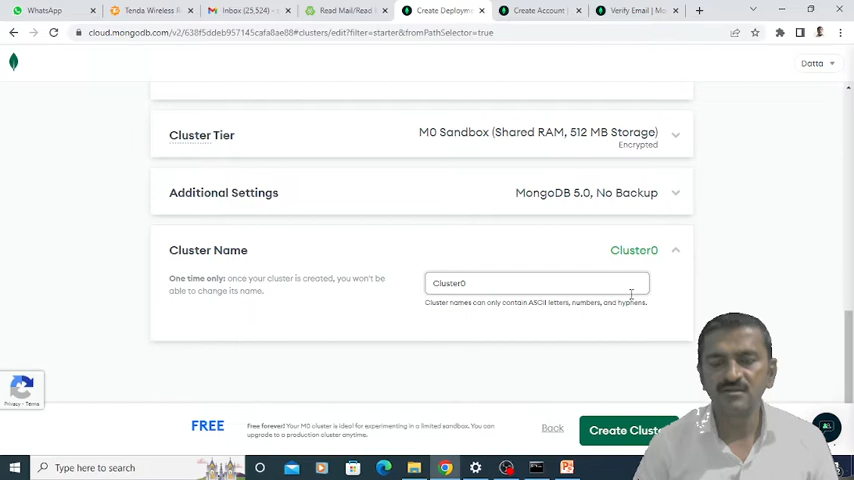 WhatsApp
Tenda Wireless R
Inbox (25,524) - s
Read Mail/Read I
Create Deployme
Create Account |
Verify Email | Mo
cloud.mongodb.com/v2/638f5ddeb957145cafa8ae88#clusters/edit?filter=starter&fromPathSelector=true
Datta
Cluster Tier
M0 Sandbox (Shared RAM, 512 MB Storage)
Encrypted
Additional Settings
MongoDB 5.0, No Backup
Cluster Name
Cluster0
One time only: once your cluster is created, you won't be
able to change its name.
Cluster0
Cluster names can only contain ASCII letters, numbers, and hyphens.
Privacy - Terms
FREE
Free forever! Your M0 cluster is ideal for experimenting in a limited sandbox. You can
upgrade to a production cluster anytime.
Back
Create Cluste
Type here to search